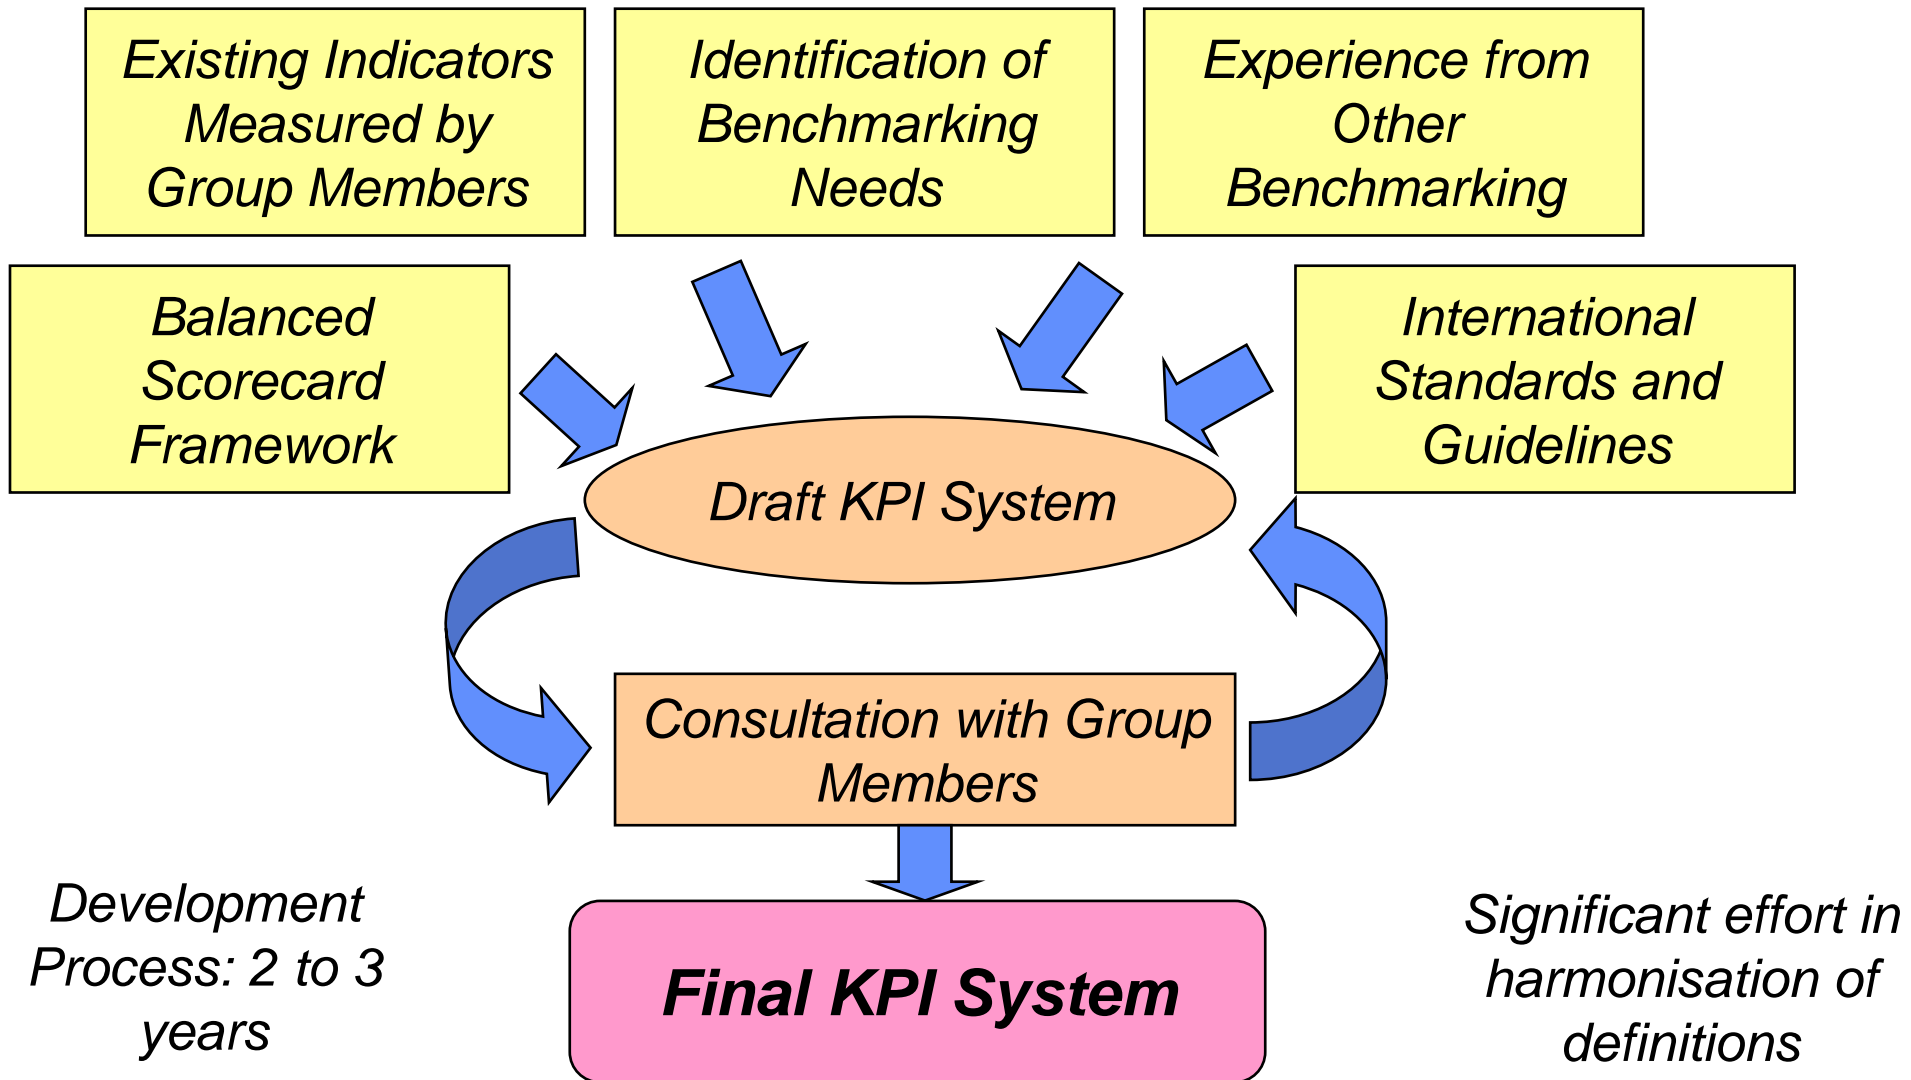 Existing Indicators
Measured by
Group Members
Identification of
Benchmarking
Needs
Experience from
Other
Benchmarking
Balanced
Scorecard
Framework
International
Standards and
Guidelines
Draft KPI System
Consultation with Group
Members
Development
Process: 2 to 3
years
Final KPI System
Significant effort in
harmonisation of
definitions